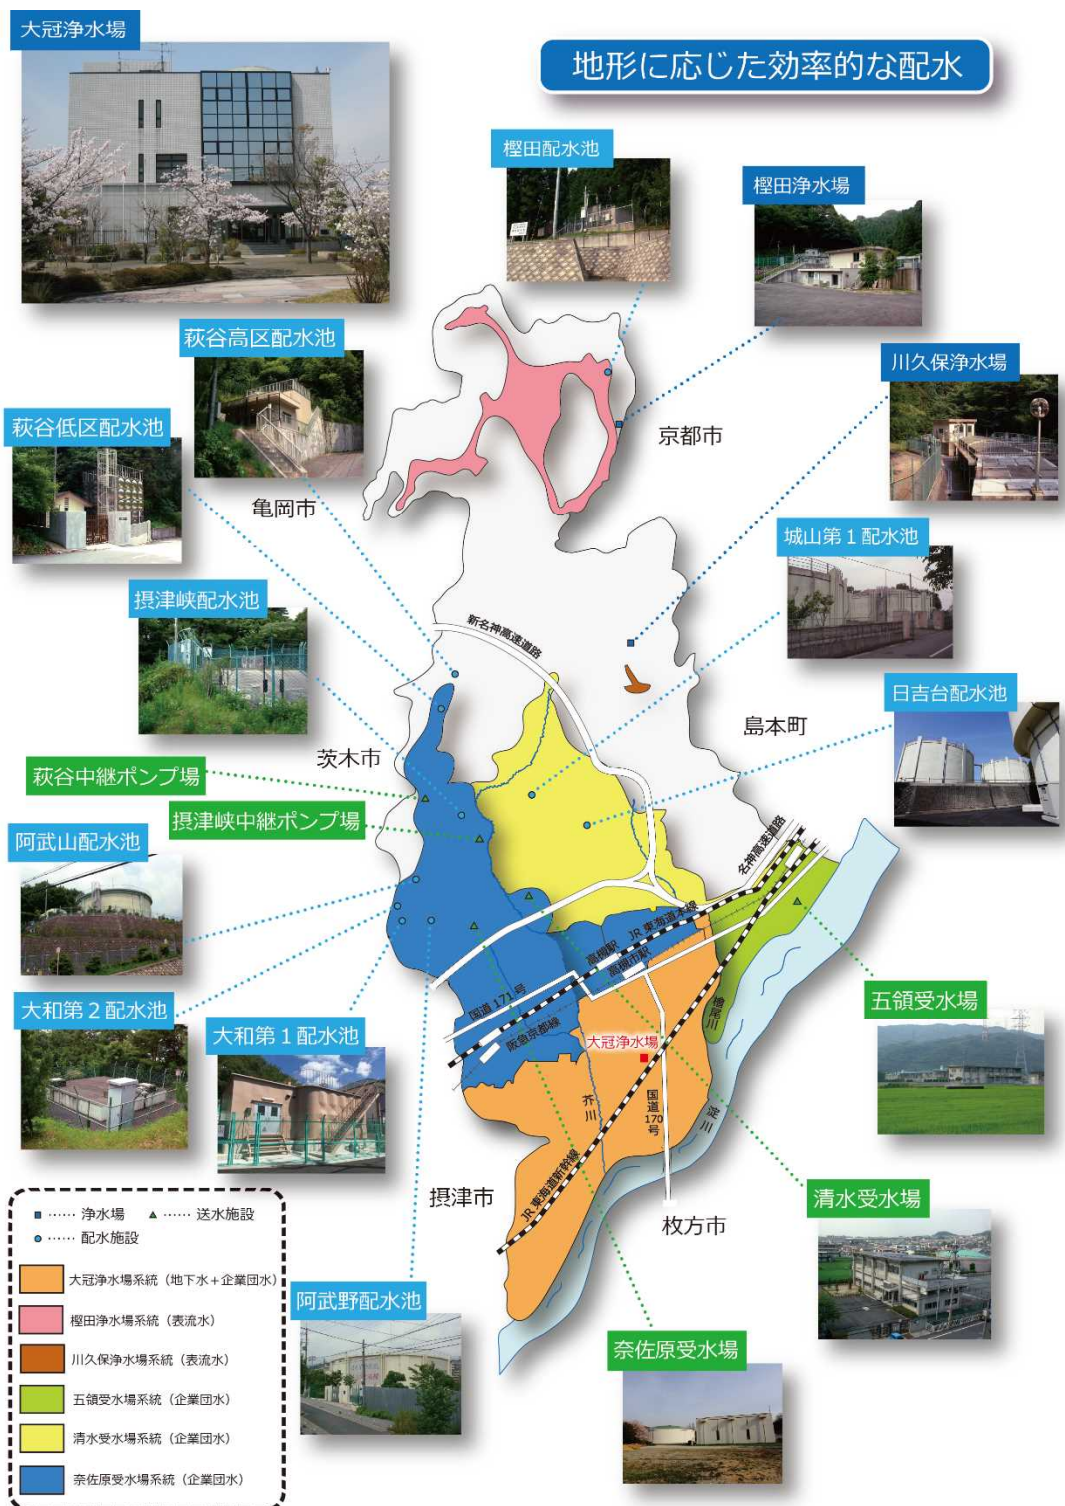 大冠浄水場
地形に応じた効率的な配水
樫田配水池
樫田浄水場
萩谷高区配水池
川久保浄水場
萩谷低区配水池
京都市
亀岡市
城山第1配水池
摂津峡配水池
新名神高速道路
日吉台配水池
島本町
茨木市
萩谷中継ポンプ場
摂津峡中継ポンプ場
阿武山配水池
名神高速道路
JR 東海道本線
高槻駅
高槻市駅
五領受水場
大和第2配水池
大和第1配水池
国道 171号
阪急京都線
檜尾川
大冠浄水場
芥川
国道170号
淀川
清水受水場
摂津市
JR 東海道新幹線
枚方市
阿武野配水池
奈佐原受水場
浄水場
送水施設
配水施設
大冠浄水場系統（地下水＋企業団水）
樫田浄水場系統（表流水）
川久保浄水場系統（表流水）
五領受水場系統（企業団水）
清水受水場系統（企業団水）
奈佐原受水場系統（企業団水）